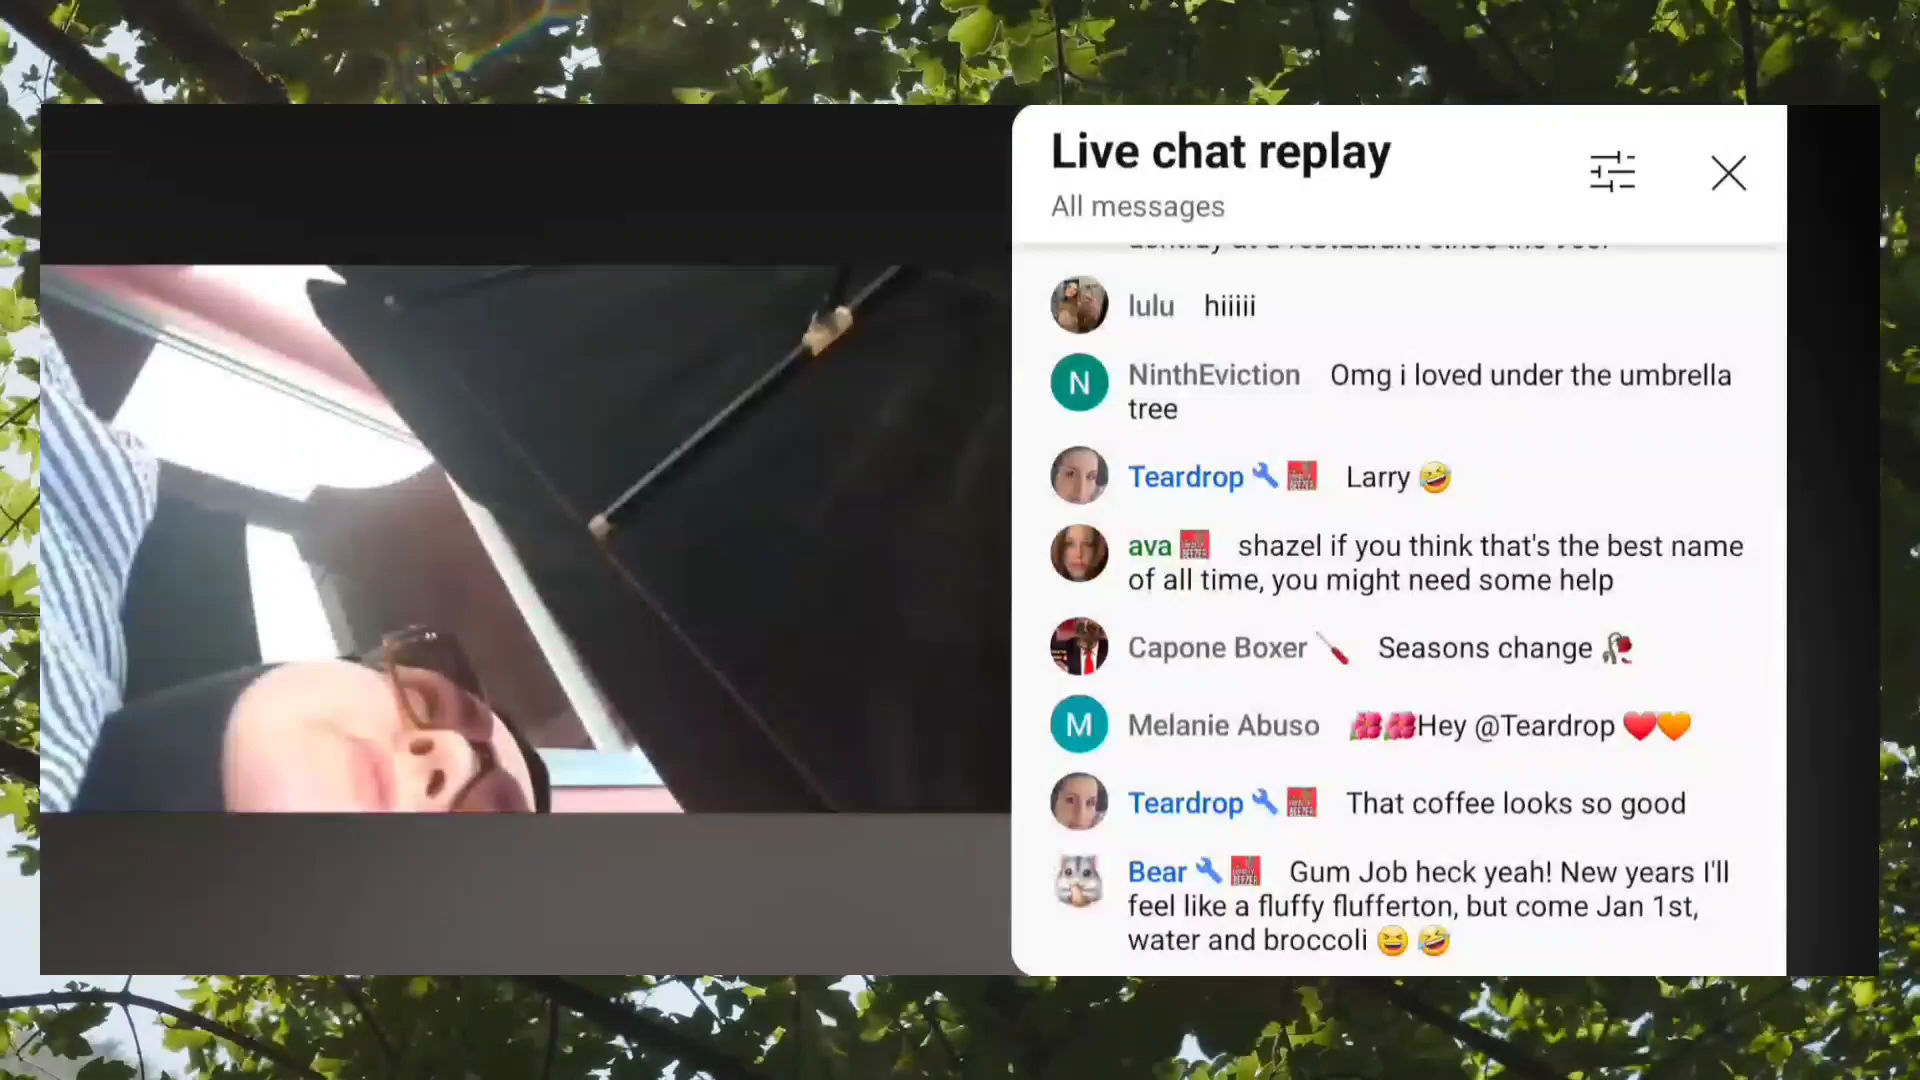 Live chat replay
All messages
lulu hiiiii
NinthEviction Omg i loved under the umbrella
tree
Teardrop Larry 🤣
ava shazel if you think that's the best name
of all time, you might need some help
Capone Boxer 🪛 Seasons change 🥀
N
M
Melanie Abuso 🌺🌺Hey @Teardrop ❤️🧡
Teardrop That coffee looks so good
Bear Gum Job heck yeah! New years I'll
feel like a fluffy flufferton, but come Jan 1st,
water and broccoli 😆 🤣